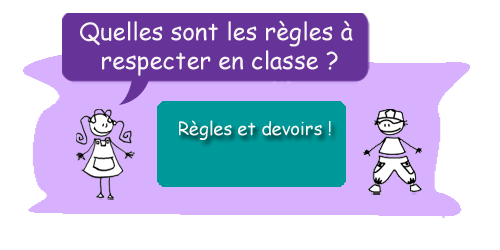 Quelles sont les règles à
respecter en classe ?
Règles et devoirs !